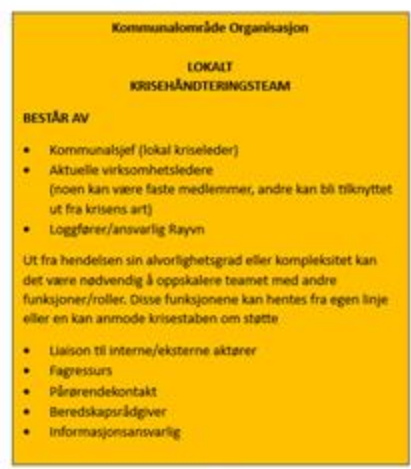 Kommunalområde Organisasjon
LOKALT
KRISEHÅNDTERINGSTEAM
BESTÅR AV
• Kommunalsjef (lokal kriseleder)
• Aktuelle virksomhetsledere
(noen kan være faste medlemmer, andre kan bli tilknyttet
ut fra krisens art)
• Loggfører/ansvarlig Rayvn
Ut fra hendelsen sin alvorlighetsgrad eller kompleksitet kan
det være nødvendig å oppskalere teamet med andre
funksjoner/roller. Disse funksjonene kan hentes fra egen linje
eller en kan anmode krisestaben om støtte
• Liaison til interne/eksterne aktører
• Fagressurs
• Pårørendekontakt
• Beredskapsrådgiver
• Informasjonsansvarlig